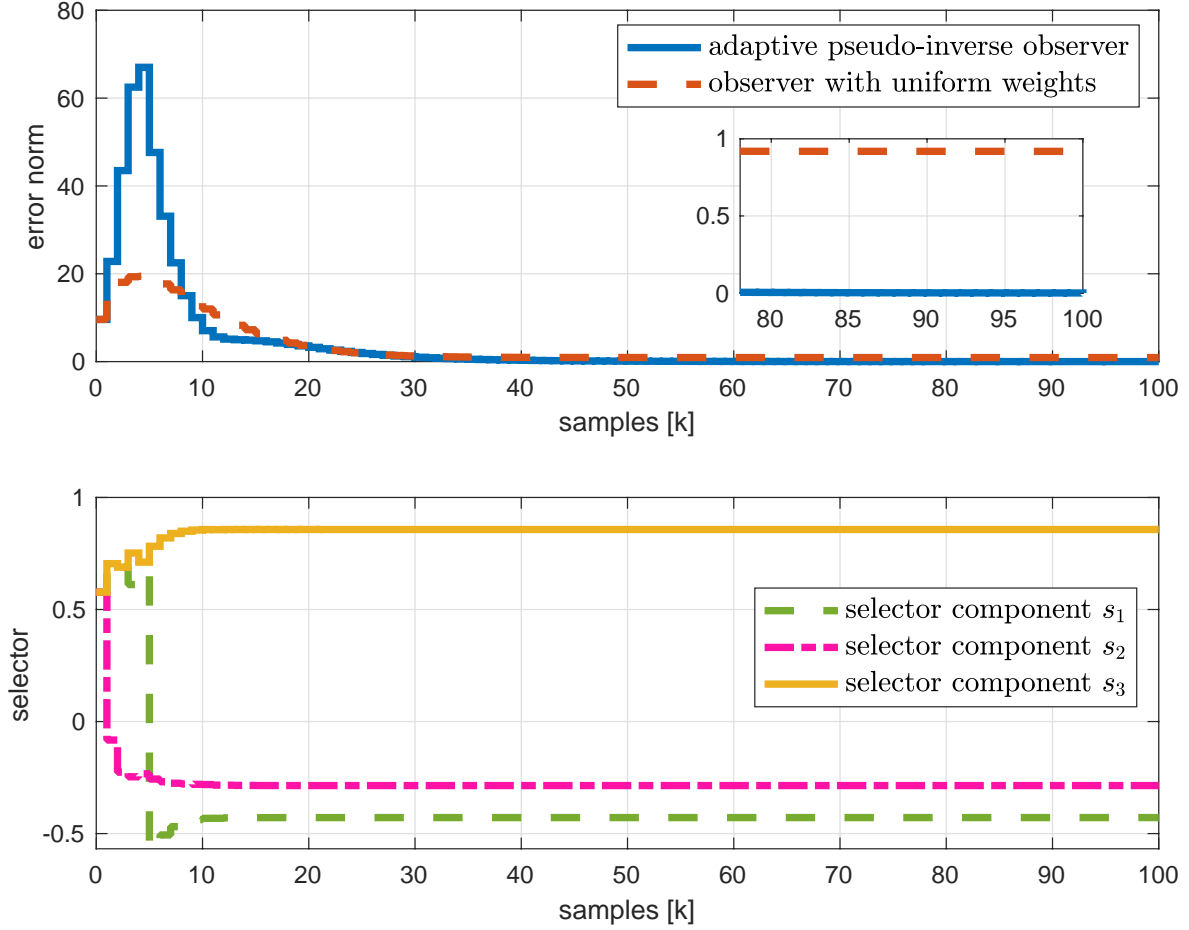 80
60
40
20
0
error norm
adaptive pseudo-inverse observer
observer with uniform weights
1
0.5
0
80 85 90 95 100
0 10 20 30 40 50 60 70 80 90 100
samples [k]
1
0.5
0
-0.5
selector
selector component s₁
selector component s₂
selector component s₃
0 10 20 30 40 50 60 70 80 90 100
samples [k]